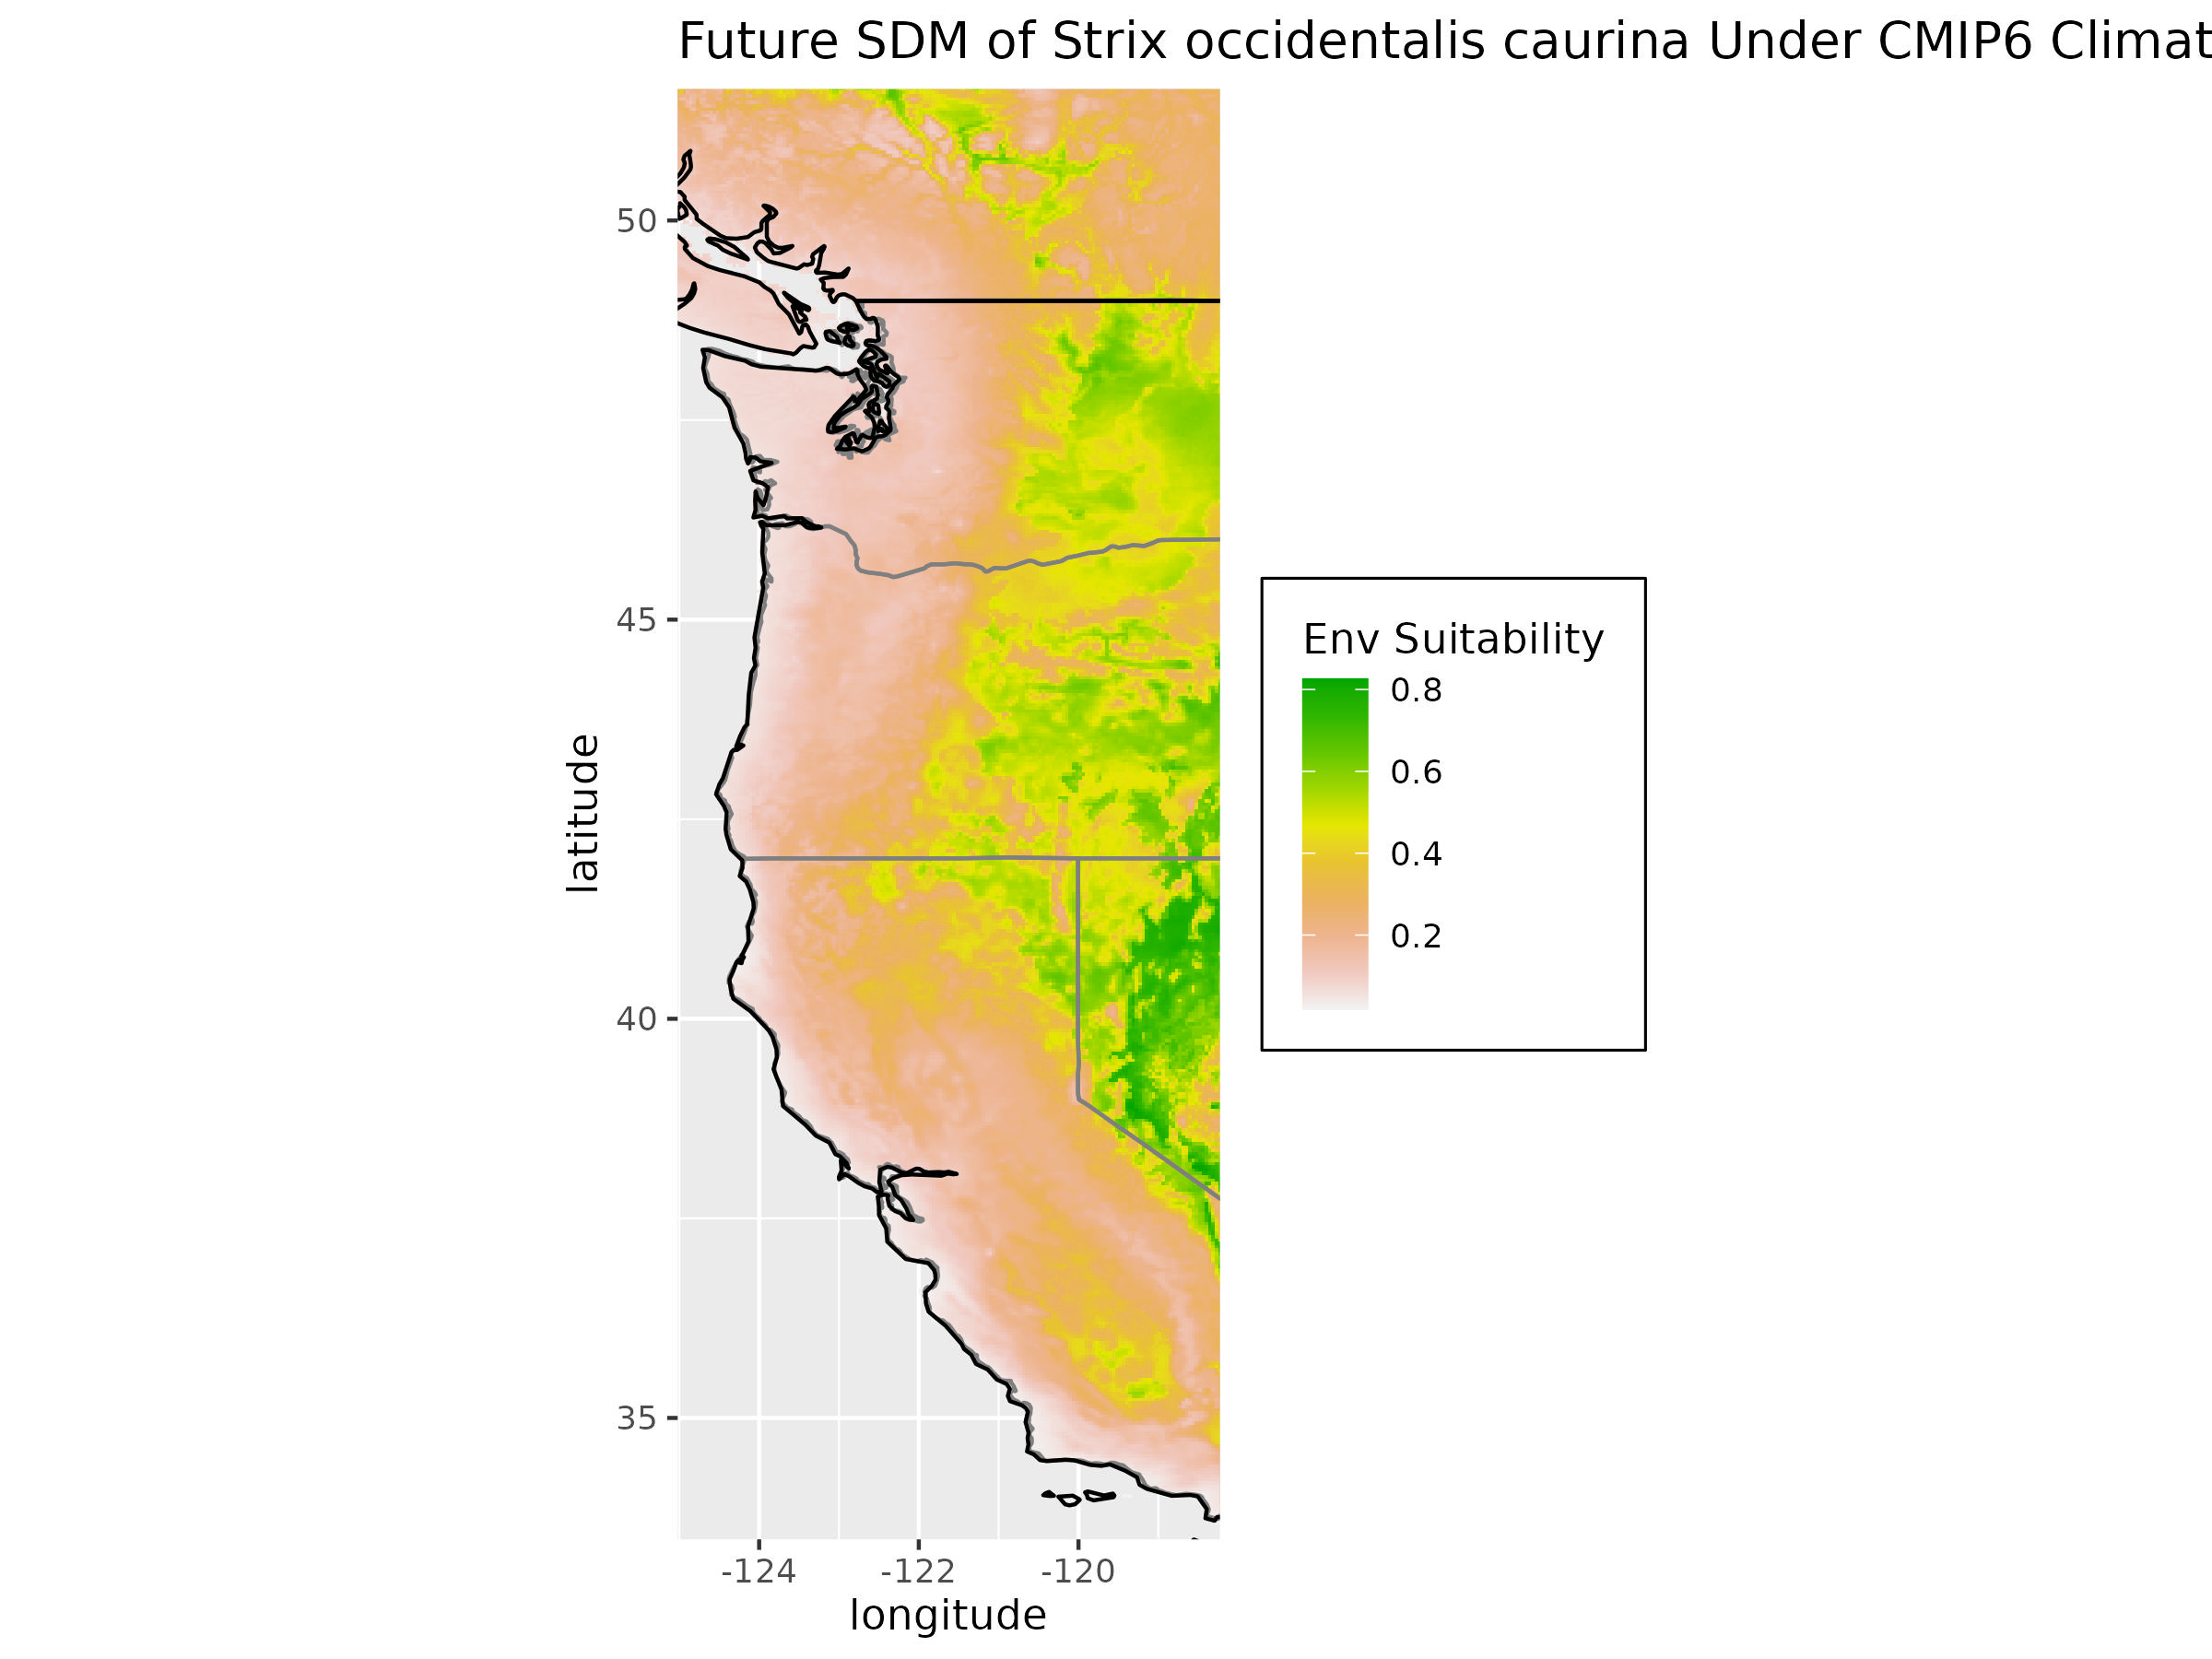 Future SDM of Strix occidentalis caurina Under CMIP6 Climat
50
45
40
35
latitude
-124 -122 -120
longitude
Env Suitability
0.8
0.6
0.4
0.2